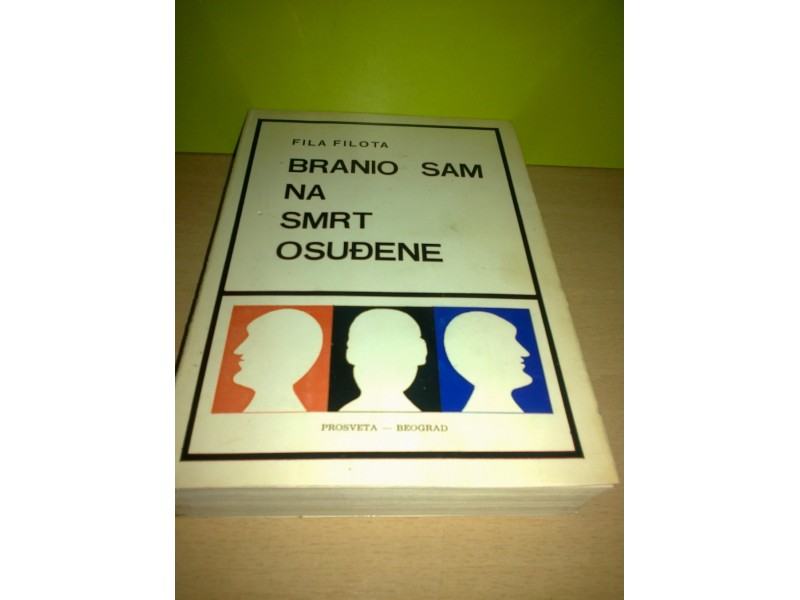 FILA FILOTA
BRANIO SAM
NA
SMRT
OSUĐENE
PROSVETA — BEOGRAD